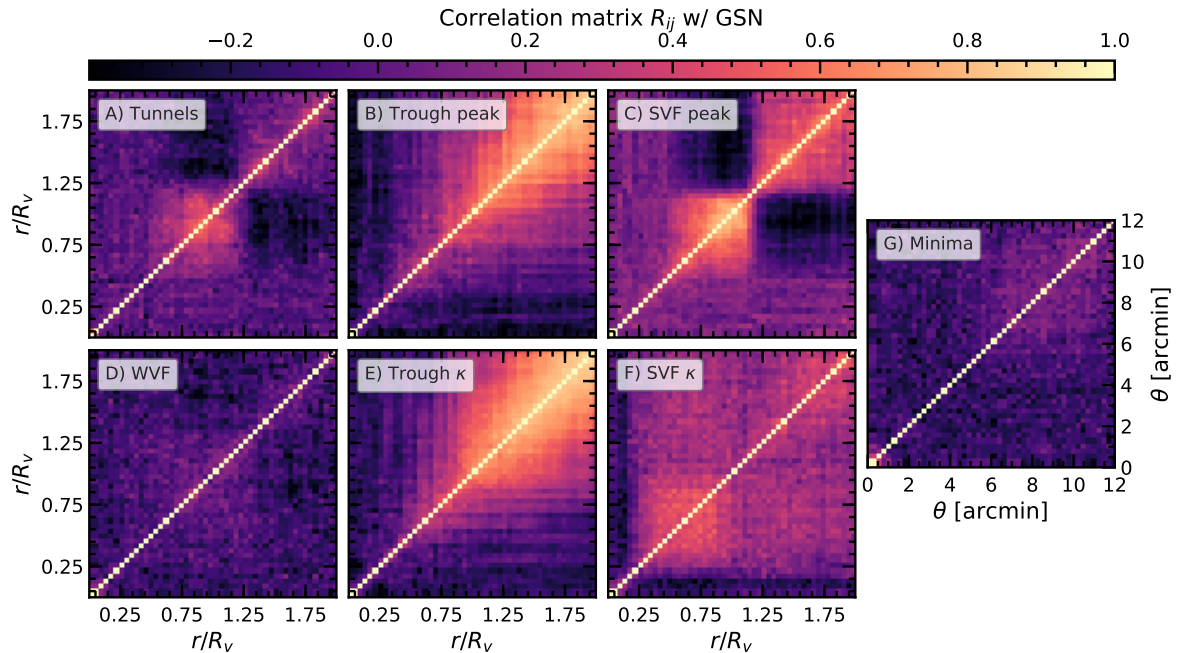 Correlation matrix R_{ij} w/ GSN
−0.2 0.0 0.2 0.4 0.6 0.8 1.0
A) Tunnels
B) Trough peak
C) SVF peak
1.75
1.25
0.75
0.25
r/R_v
G) Minima
12
10
8
6
4
2
0
θ [arcmin]
0 2 4 6 8 10 12
θ [arcmin]
D) WVF
E) Trough κ
F) SVF κ
1.75
1.25
0.75
0.25
r/R_v
0.25 0.75 1.25 1.75 0.25 0.75 1.25 1.75 0.25 0.75 1.25 1.75
r/R_v r/R_v r/R_v